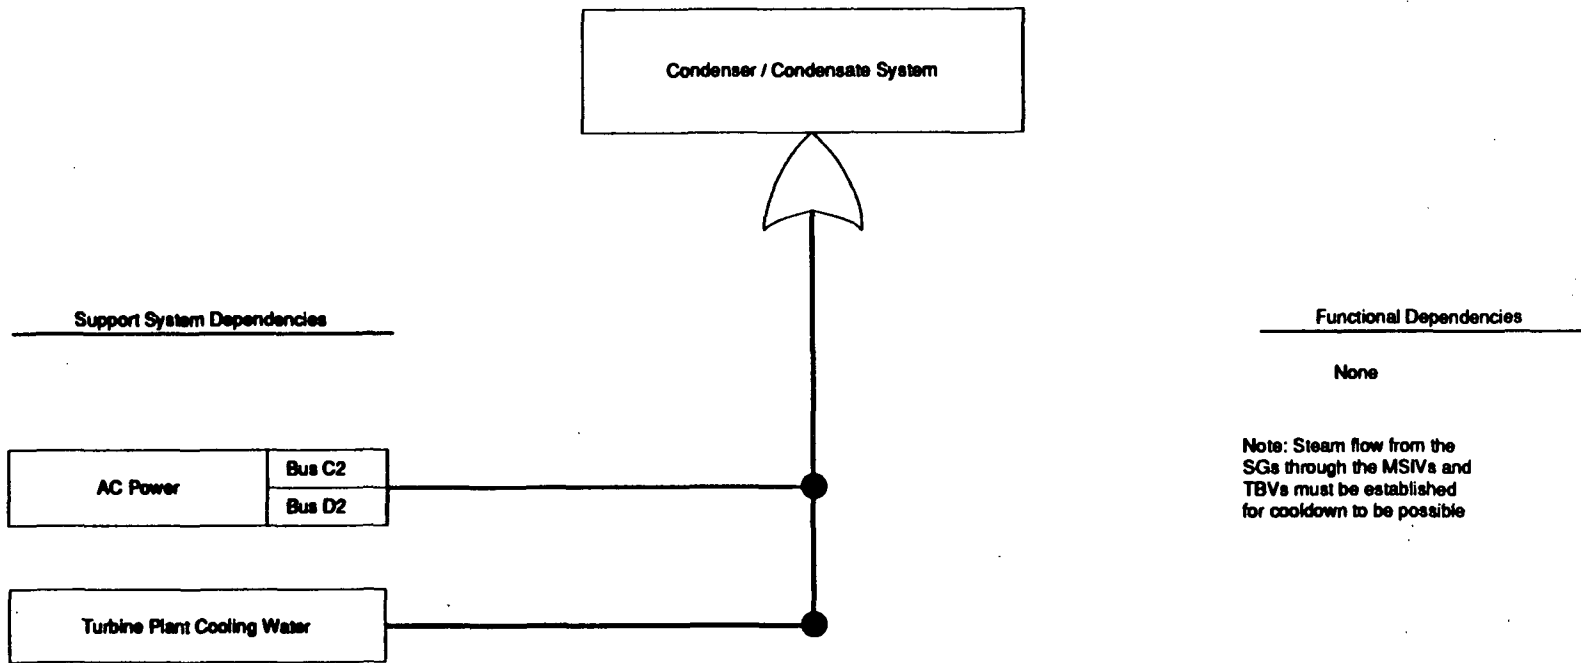 Condenser / Condensate System
Support System Dependencies
Functional Dependencies
None
Note: Steam flow from the
SGs through the MSIVs and
TBVs must be established
for cooldown to be possible
AC Power
Bus C2
Bus D2
Turbine Plant Cooling Water